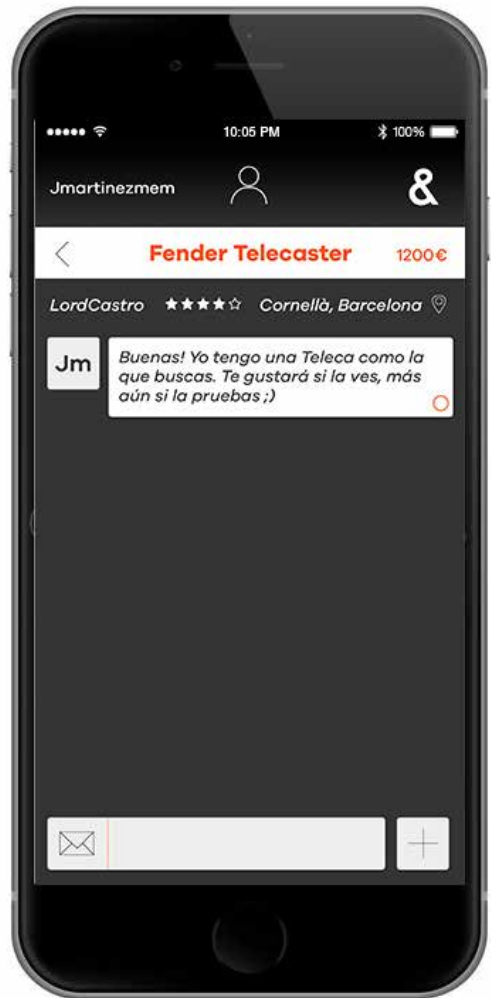 10:05 PM 100%
Jmartinezmem &
Fender Telecaster 1200€
LordCastro ★★★★☆ Cornellà, Barcelona
Jm
Buenas! Yo tengo una Teleca como la
que buscas. Te gustará si la ves, más
aún si la pruebas ;)